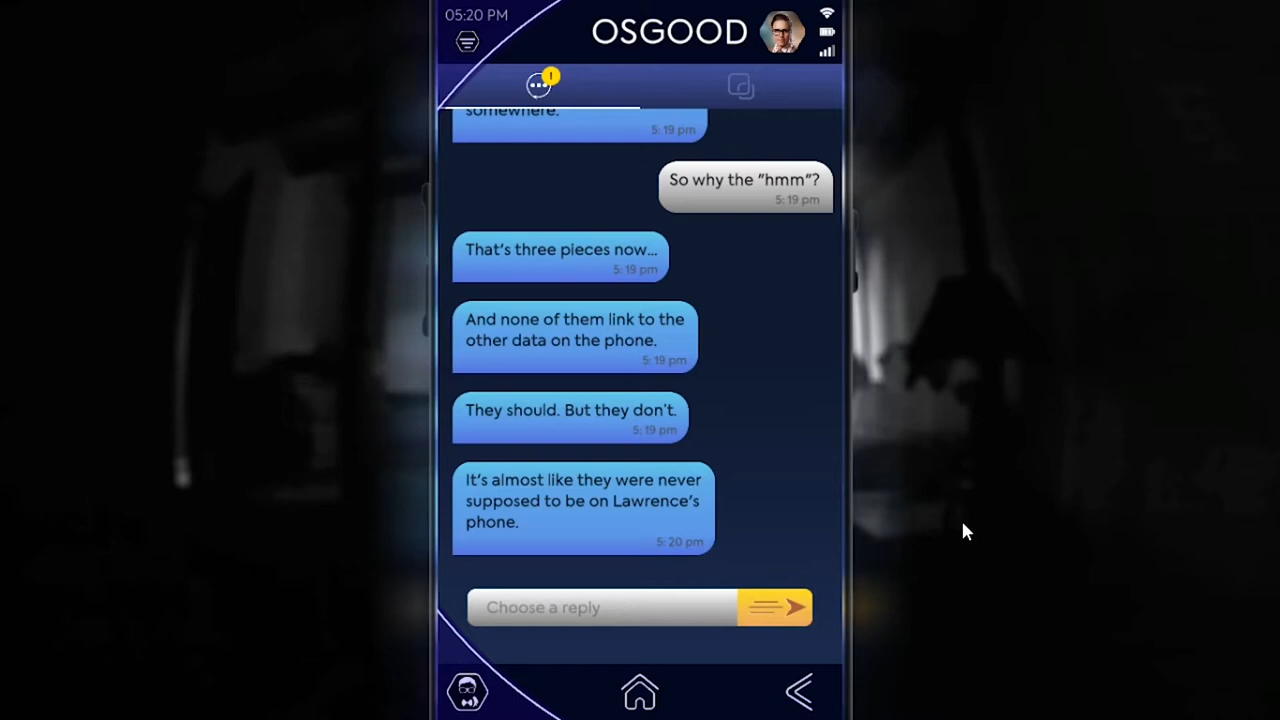 05:20 PM
OSGOOD
!
somewhere.
5:19 pm
So why the "hmm"?
5:19 pm
That's three pieces now...
5:19 pm
And none of them link to the
other data on the phone.
5:19 pm
They should. But they don't.
5:19 pm
It's almost like they were never
supposed to be on Lawrence's
phone.
5:20 pm
Choose a reply